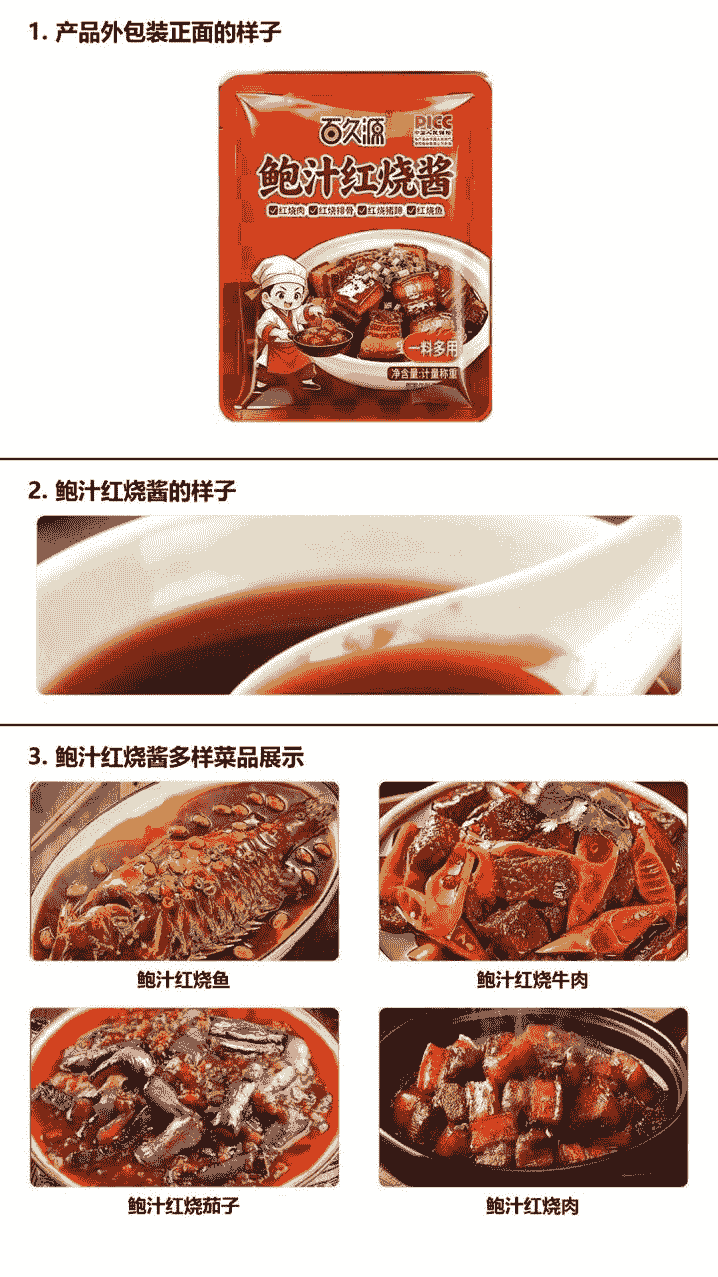 1. 产品外包装正面的样子
百久源
PICC
鲍汁红烧酱
红烧肉 红烧排骨 红烧猪蹄 红烧鱼
一料多用
净含量:计量称重
2. 鲍汁红烧酱的样子
3. 鲍汁红烧酱多样菜品展示
鲍汁红烧鱼
鲍汁红烧牛肉
鲍汁红烧茄子
鲍汁红烧肉